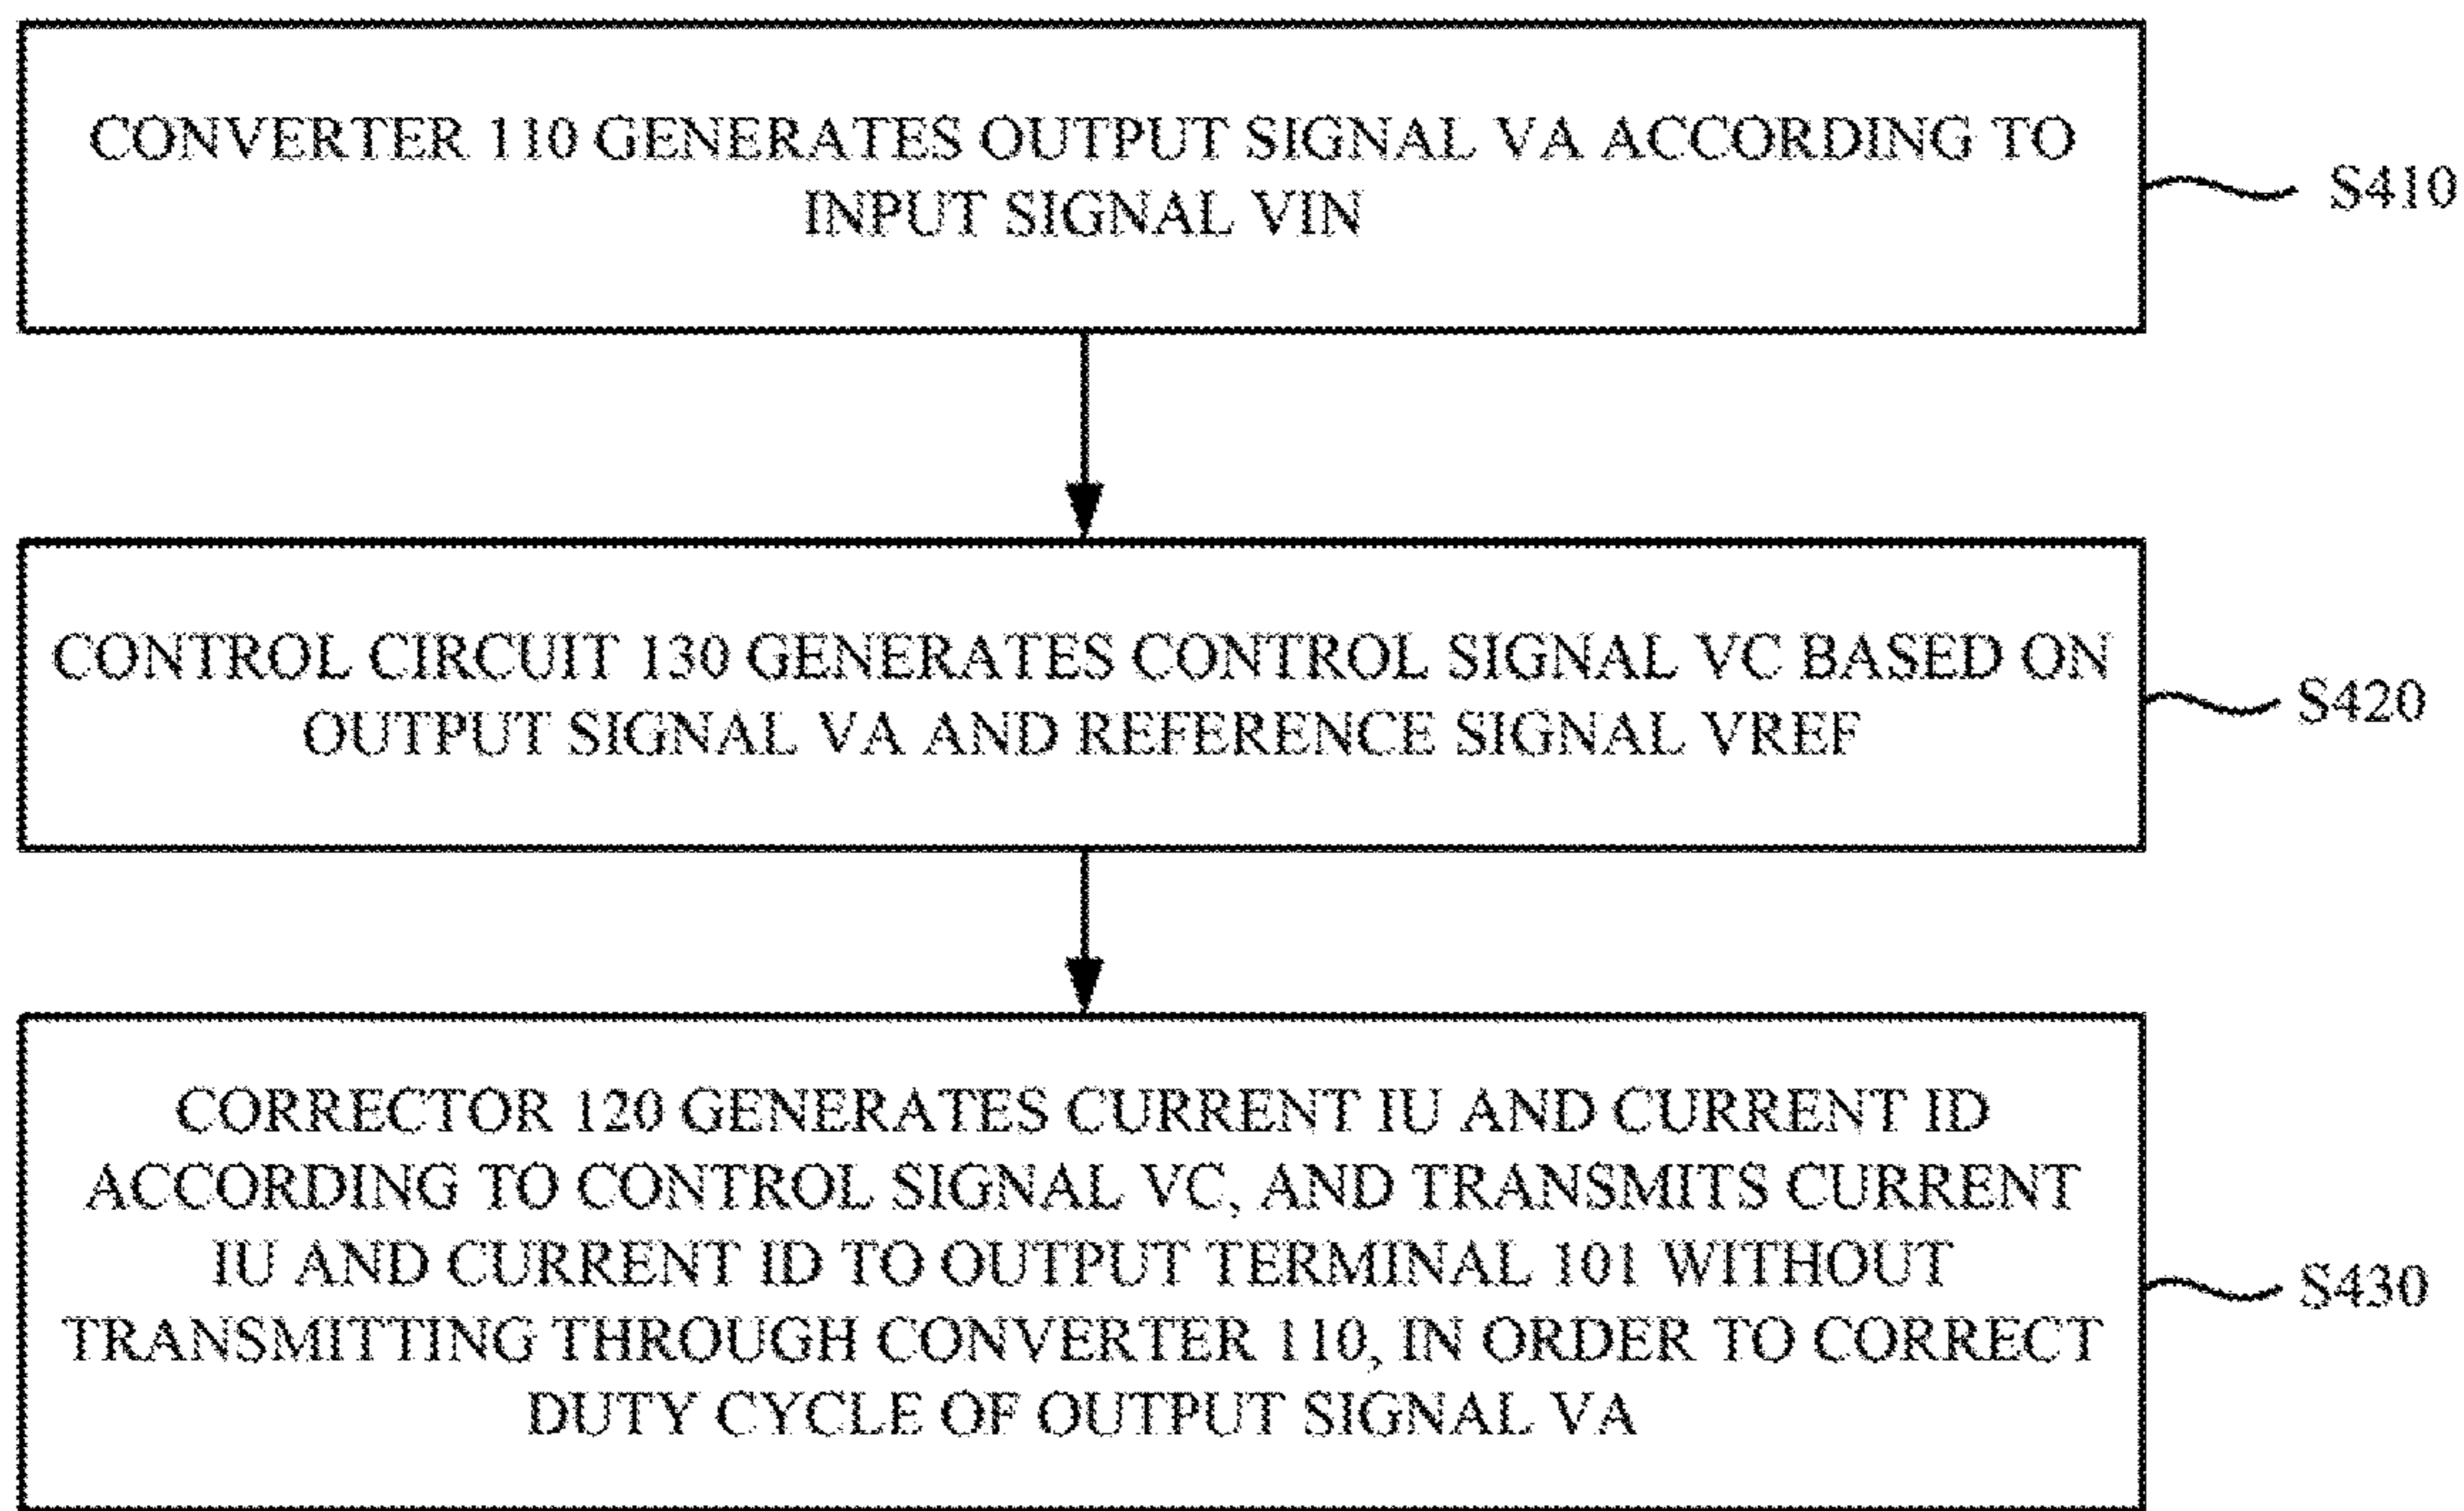 CONVERTER 110 GENERATES OUTPUT SIGNAL VA ACCORDING TO
INPUT SIGNAL VIN
S410
CONTROL CIRCUIT 130 GENERATES CONTROL SIGNAL VC BASED ON
OUTPUT SIGNAL VA AND REFERENCE SIGNAL VREF
S420
CORRECTOR 120 GENERATES CURRENT IU AND CURRENT ID
ACCORDING TO CONTROL SIGNAL VC, AND TRANSMITS CURRENT
IU AND CURRENT ID TO OUTPUT TERMINAL 101 WITHOUT
TRANSMITTING THROUGH CONVERTER 110, IN ORDER TO CORRECT
DUTY CYCLE OF OUTPUT SIGNAL VA
S430